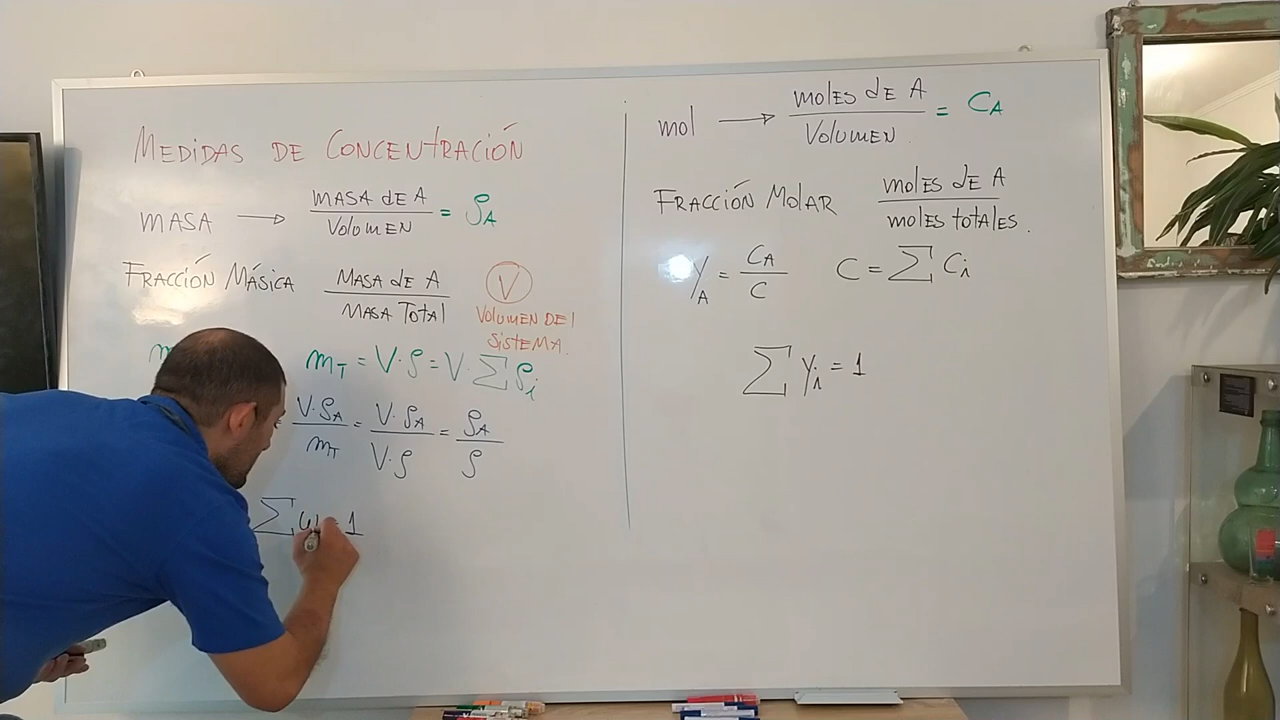 MEDIDAS DE CONCENTRACIÓN
MASA → MASA dE A / VOLUMEN = ρA
FRACCIÓN MÁSICA MASA dE A / MASA TOTAL
V
VOLUMEN DEL
SISTEMA.
m
mT = V·ρ = V·∑ρi
V·ρA / mT = V·ρA / V·ρ = ρA / ρ
∑ω = 1
mol → molES dE A / VOLUMEN = CA
FRACCIÓN MOLAR molES dE A / molES TOTALES.
yA = CA / C C = ∑ Ci
∑ yi = 1